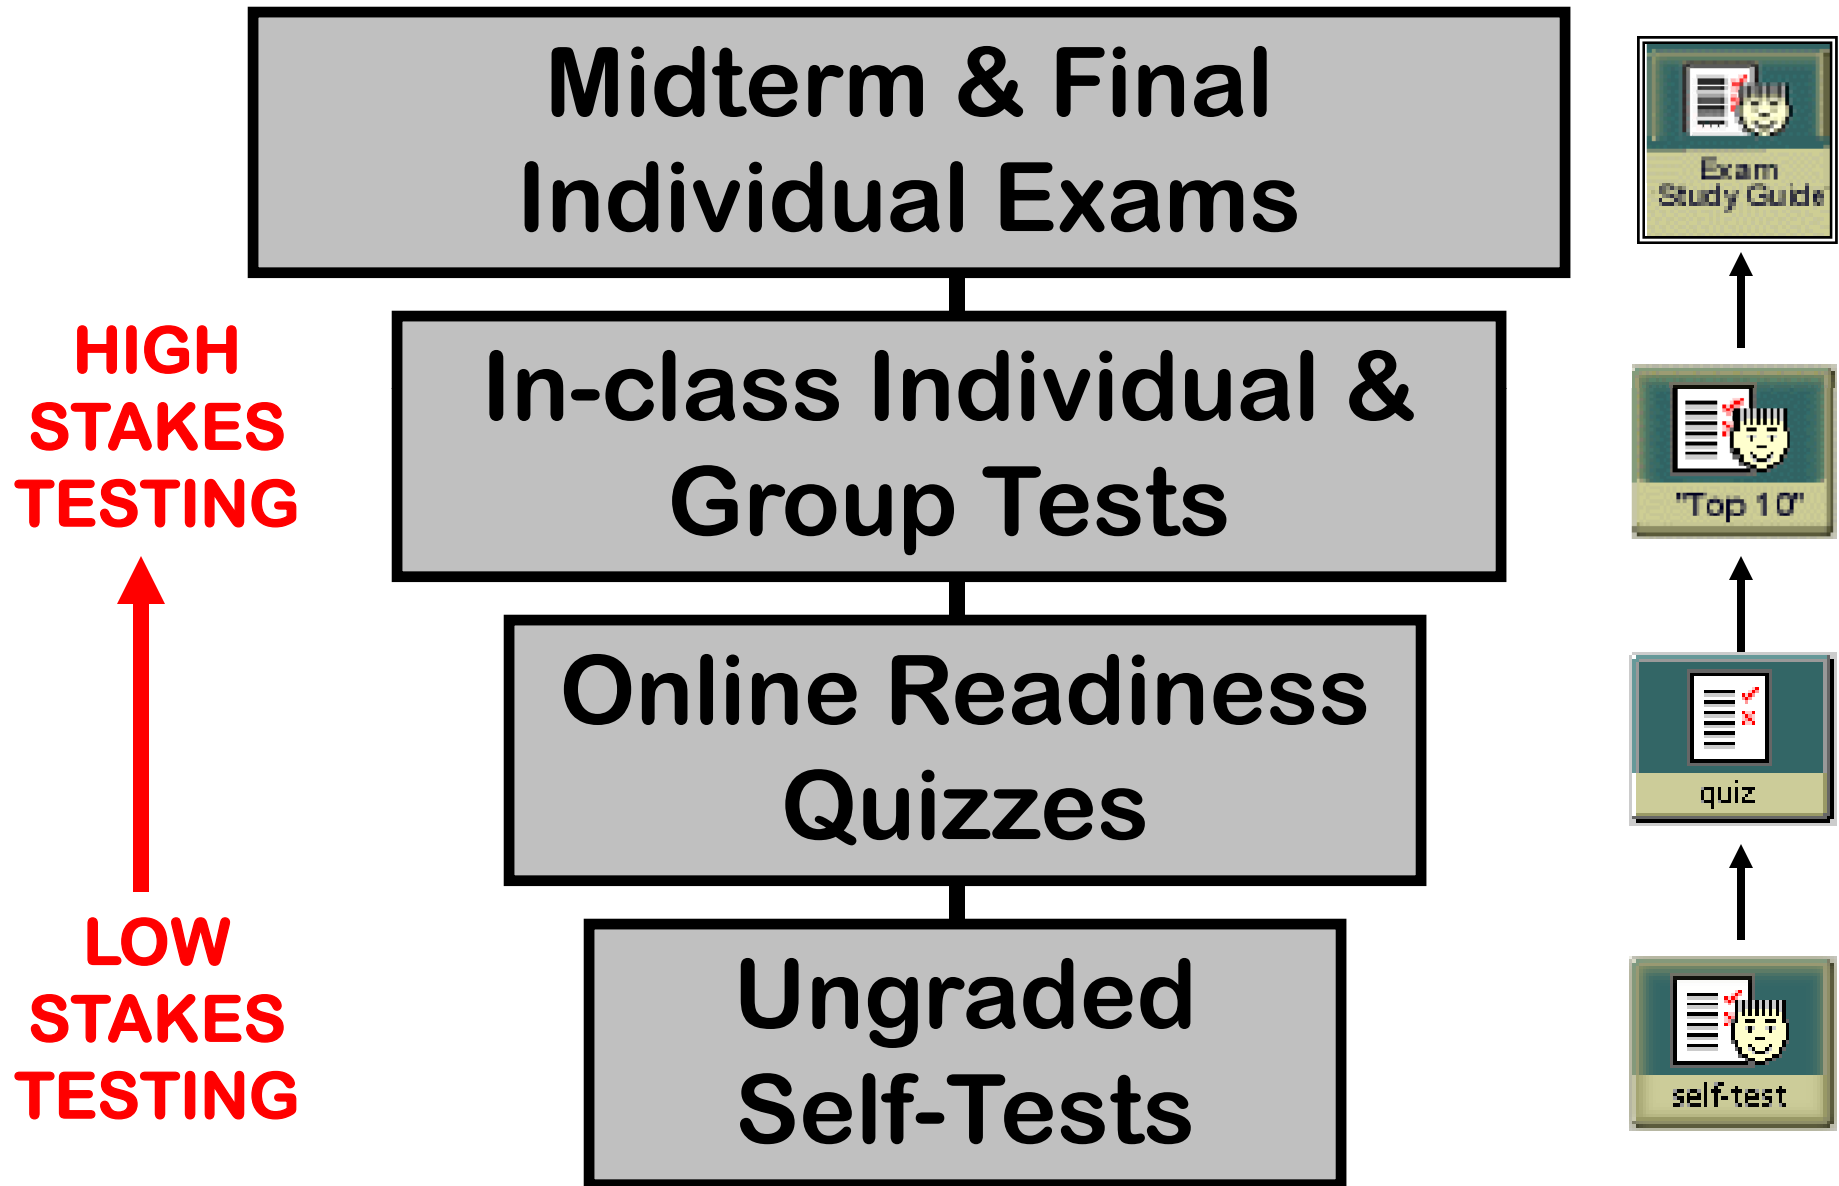 Midterm & Final
Individual Exams
Exam
Study Guide
HIGH
STAKES
TESTING
In-class Individual &
Group Tests
"Top 10"
Online Readiness
Quizzes
quiz
LOW
STAKES
TESTING
Ungraded
Self-Tests
self-test